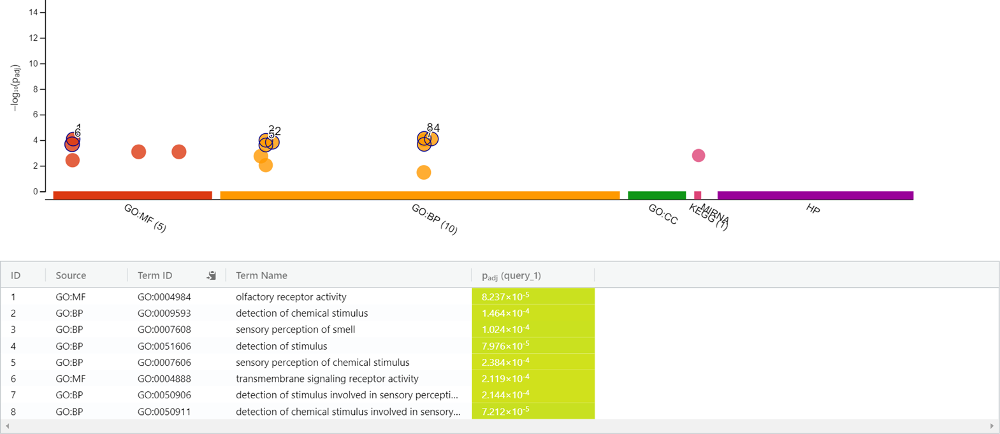 14
12
10
8
6
4
2
0
–log₁₀(p adj)
1
6
3 2
5
8 4
7
GO:MF (5)
GO:BP (10)
GO:CC
KEGG (1)
MIRNA
HP
ID Source Term ID Term Name p adj (query_1)
1 GO:MF GO:0004984 olfactory receptor activity 8.237×10⁻⁵
2 GO:BP GO:0009593 detection of chemical stimulus 1.464×10⁻⁴
3 GO:BP GO:0007608 sensory perception of smell 1.024×10⁻⁴
4 GO:BP GO:0051606 detection of stimulus 7.976×10⁻⁵
5 GO:BP GO:0007606 sensory perception of chemical stimulus 2.384×10⁻⁴
6 GO:MF GO:0004888 transmembrane signaling receptor activity 2.119×10⁻⁴
7 GO:BP GO:0050906 detection of stimulus involved in sensory percepti... 2.144×10⁻⁴
8 GO:BP GO:0050911 detection of chemical stimulus involved in sensory... 7.212×10⁻⁵